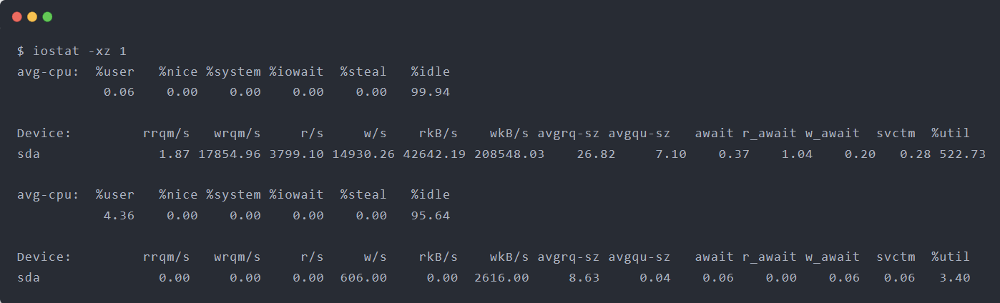 $ iostat -xz 1
avg-cpu: %user %nice %system %iowait %steal %idle
0.06 0.00 0.00 0.00 0.00 99.94
Device: rrqm/s wrqm/s r/s w/s rkB/s wkB/s avgrq-sz avgqu-sz await r_await w_await svctm %util
sda 1.87 17854.96 3799.10 14930.26 42642.19 208548.03 26.82 7.10 0.37 1.04 0.20 0.28 522.73
avg-cpu: %user %nice %system %iowait %steal %idle
4.36 0.00 0.00 0.00 0.00 95.64
Device: rrqm/s wrqm/s r/s w/s rkB/s wkB/s avgrq-sz avgqu-sz await r_await w_await svctm %util
sda 0.00 0.00 0.00 606.00 0.00 2616.00 8.63 0.04 0.06 0.00 0.06 0.06 3.40